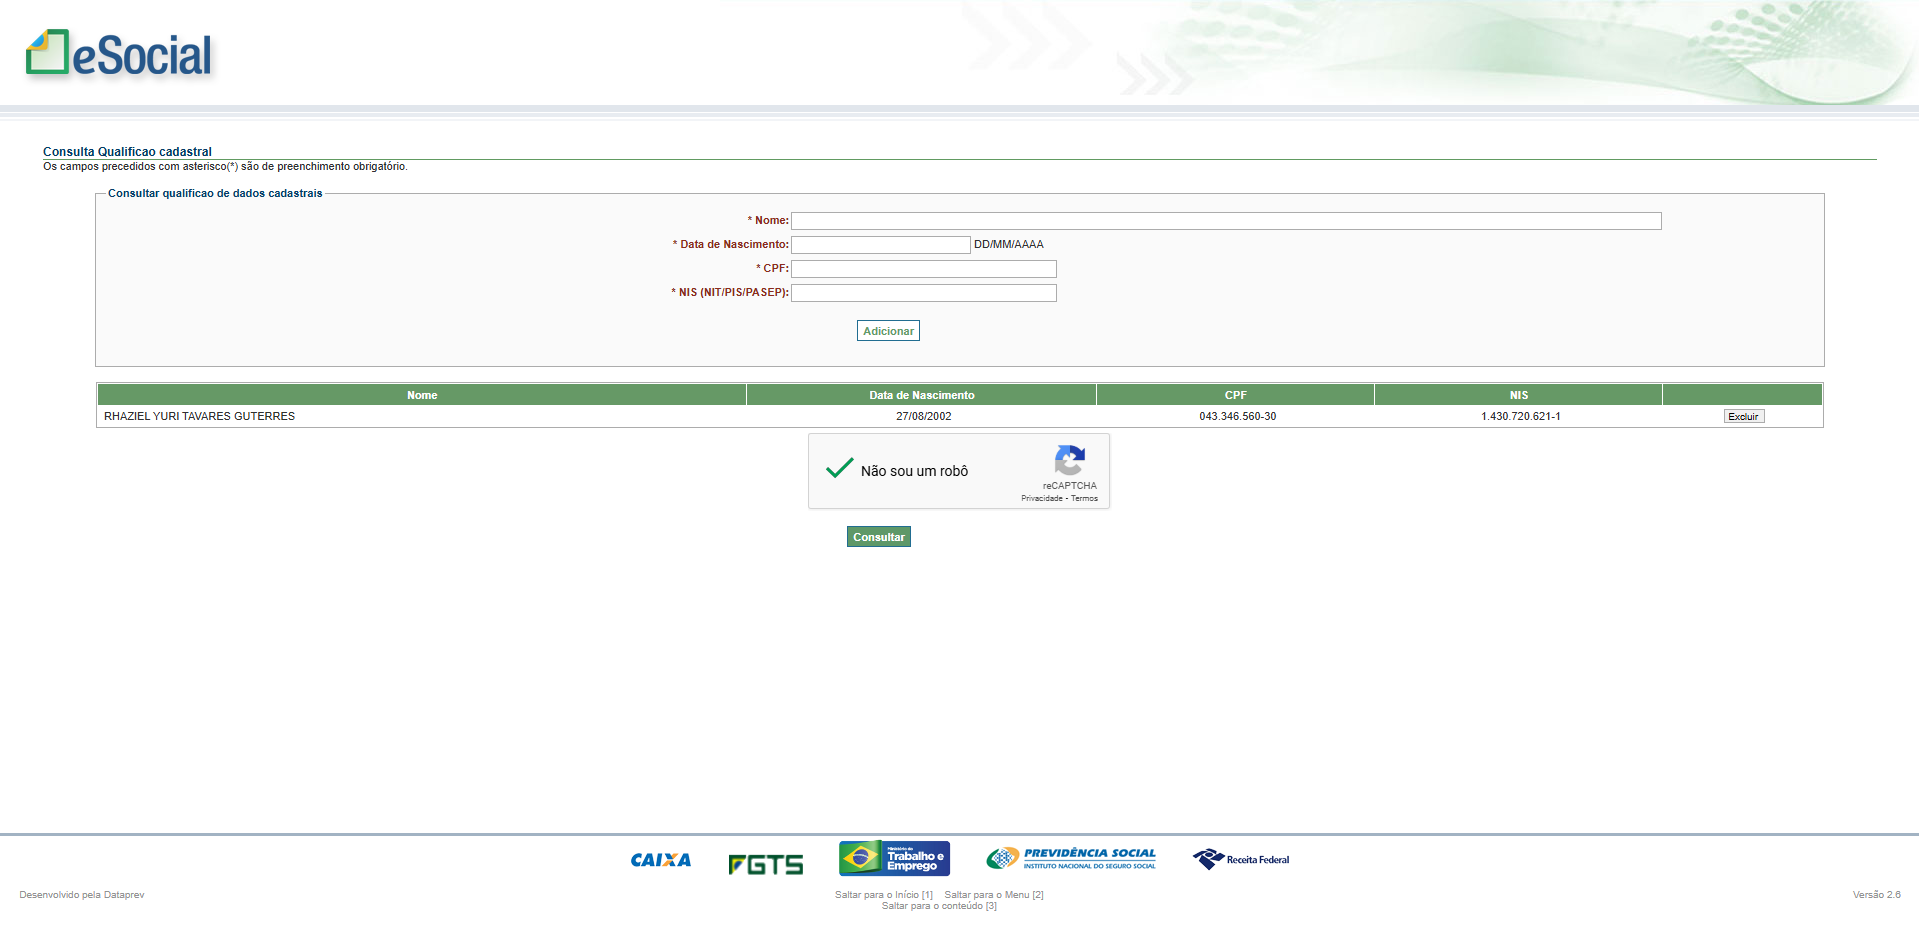 eSocial
Consulta Qualificao cadastral
Os campos precedidos com asterisco(*) são de preenchimento obrigatório.
Consultar qualificao de dados cadastrais
* Nome:
* Data de Nascimento: DD/MM/AAAA
* CPF:
* NIS (NIT/PIS/PASEP):
Adicionar
Nome Data de Nascimento CPF NIS
RHAZIEL YURI TAVARES GUTERRES 27/08/2002 043.346.560-30 1.430.720.621-1 Excluir
Não sou um robô
reCAPTCHA
Privacidade - Termos
Consultar
CAIXA
FGTS
Ministério do
Trabalho e
Emprego
PREVIDÊNCIA SOCIAL
INSTITUTO NACIONAL DO SEGURO SOCIAL
Receita Federal
Desenvolvido pela Dataprev
Saltar para o Início [1] Saltar para o Menu [2]
Saltar para o conteúdo [3]
Versão 2.6